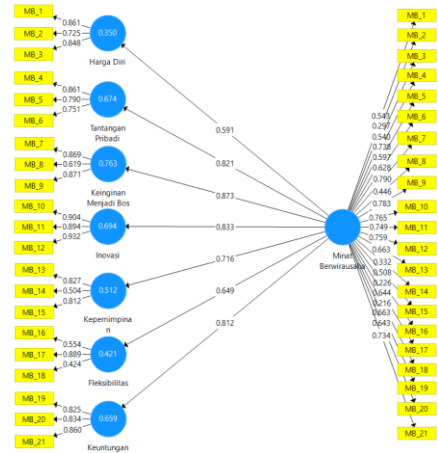 MB_1
MB_2
MB_3
0.861
0.725
0.848
0.350
Harga Diri
MB_4
MB_5
MB_6
0.861
0.790
0.751
0.674
Tantangan
Pribadi
MB_7
MB_8
MB_9
0.869
0.619
0.871
0.763
Keinginan
Menjadi Bos
MB_10
MB_11
MB_12
0.904
0.894
0.932
0.694
Inovasi
MB_13
MB_14
MB_15
0.827
0.504
0.812
0.512
Kepemimpina
n
MB_16
MB_17
MB_18
0.554
0.889
0.424
0.421
Fleksibilitas
MB_19
MB_20
MB_21
0.825
0.834
0.860
0.659
Keuntungan
0.591
0.821
0.873
0.833
0.716
0.649
0.812
Minat
Berwirausaha
0.297
0.540
0.738
0.597
0.628
0.790
0.446
0.783
0.765
0.749
0.759
0.663
0.332
0.508
0.226
0.644
0.216
0.663
0.643
0.734
MB_1
MB_2
MB_3
MB_4
MB_5
MB_6
MB_7
MB_8
MB_9
MB_10
MB_11
MB_12
MB_13
MB_14
MB_15
MB_16
MB_17
MB_18
MB_19
MB_20
MB_21